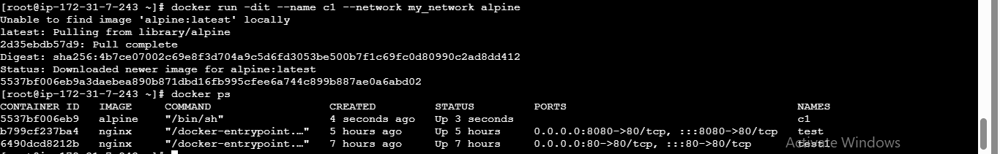 [root@ip-172-31-7-243 ~]# docker run -dit --name c1 --network my_network alpine
Unable to find image 'alpine:latest' locally
latest: Pulling from library/alpine
2d35ebdb57d9: Pull complete
Digest: sha256:4b7ce07002c69e8f3d704a9c5d6fd3053be500b7f1c69fc0d80990c2ad8dd412
Status: Downloaded newer image for alpine:latest
5537bf006eb9a3daebea890b871dbd16fb995cfee6a744c899b887ae0a6abd02
[root@ip-172-31-7-243 ~]# docker ps
CONTAINER ID   IMAGE     COMMAND                  CREATED         STATUS         PORTS                                   NAMES
5537bf006eb9   alpine    "/bin/sh"                4 seconds ago   Up 3 seconds                                           c1
b799cf237ba4   nginx     "/docker-entrypoint.…"   5 hours ago     Up 5 hours     0.0.0.0:8080->80/tcp, :::8080->80/tcp   test
6490dcd8212b   nginx     "/docker-entrypoint.…"   7 hours ago     Up 7 hours     0.0.0.0:80->80/tcp, :::80->80/tcp
Activate Windows
[root@ip-172-31-7-243 ~]#